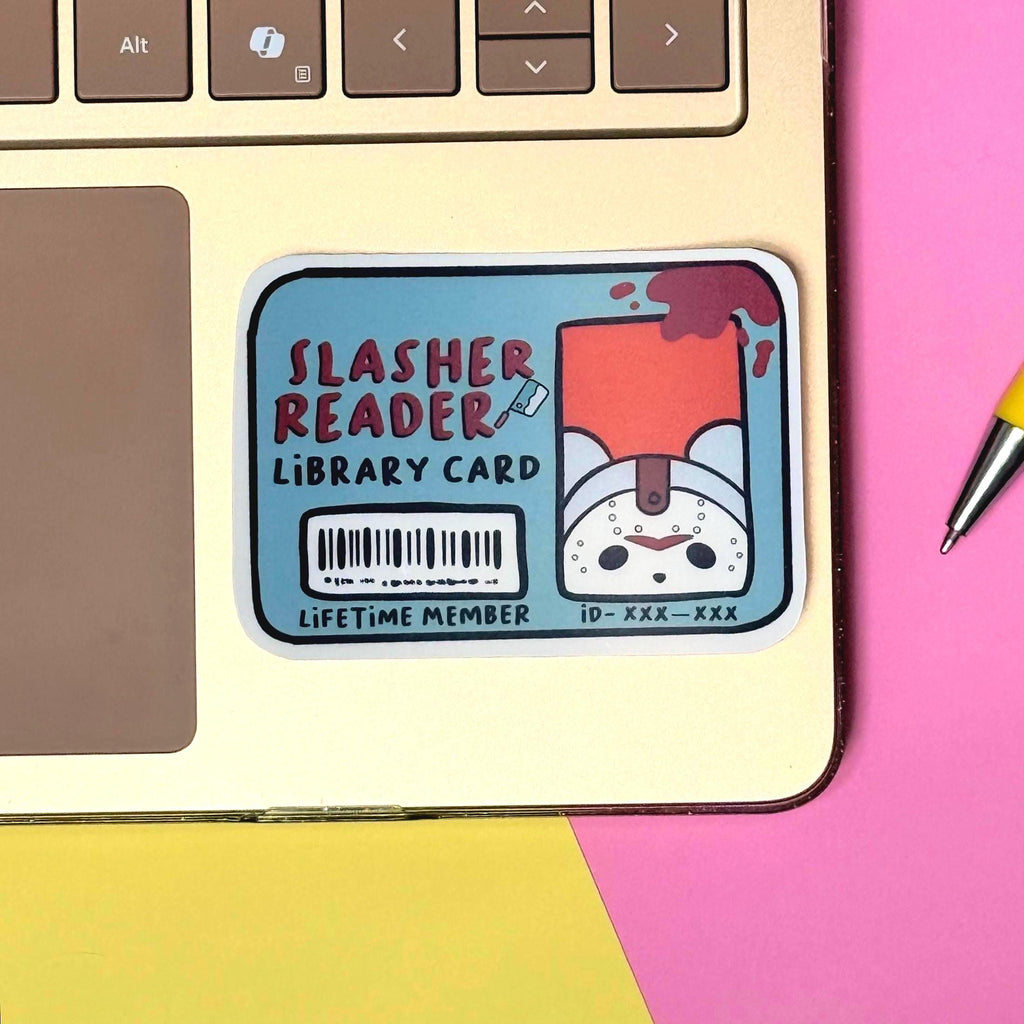 Alt
SLASHER
READER
LiBRARY CARD
LiFETiME MEMBER
iD- XXX-XXX